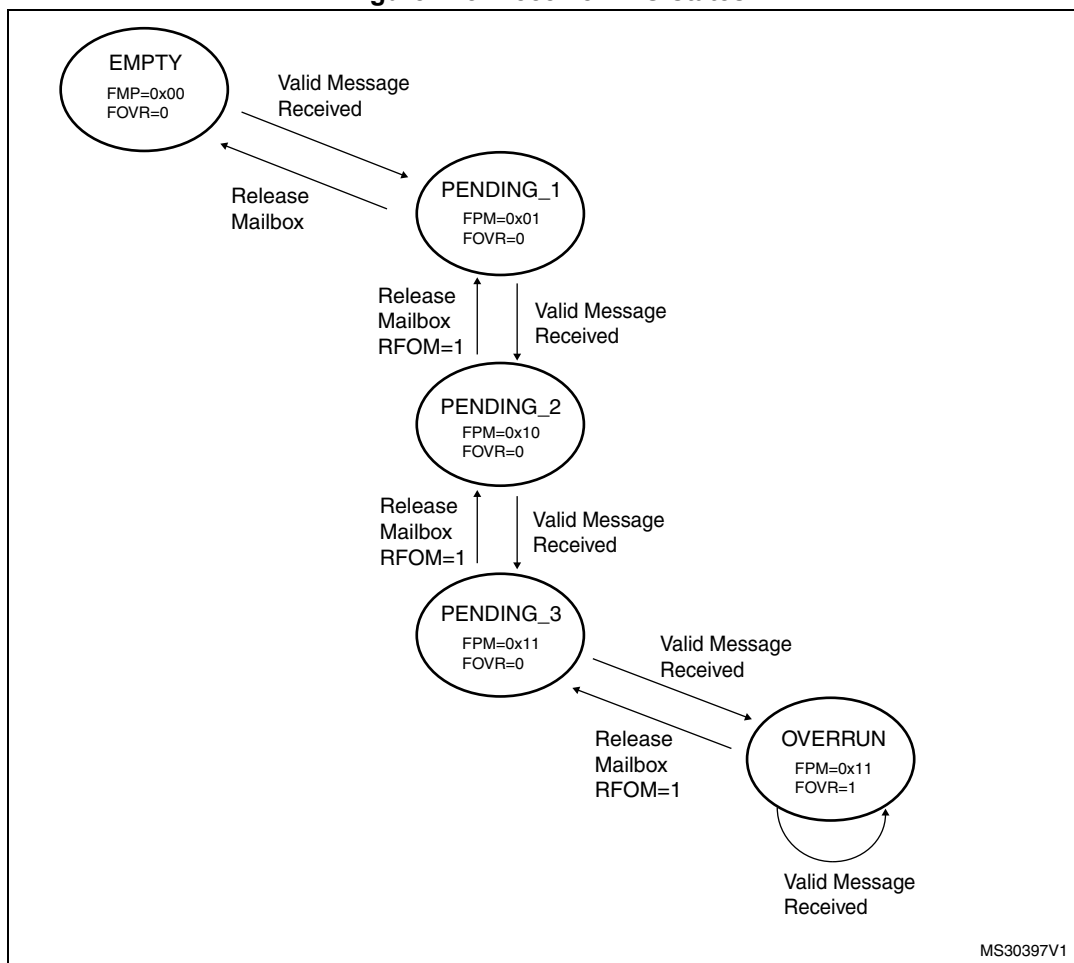 EMPTY
FMP=0x00
FOVR=0
Valid Message
Received
Release
Mailbox
PENDING_1
FPM=0x01
FOVR=0
Release
Mailbox
RFOM=1
Valid Message
Received
PENDING_2
FPM=0x10
FOVR=0
Release
Mailbox
RFOM=1
Valid Message
Received
PENDING_3
FPM=0x11
FOVR=0
Valid Message
Received
Release
Mailbox
RFOM=1
OVERRUN
FPM=0x11
FOVR=1
Valid Message
Received
MS30397V1